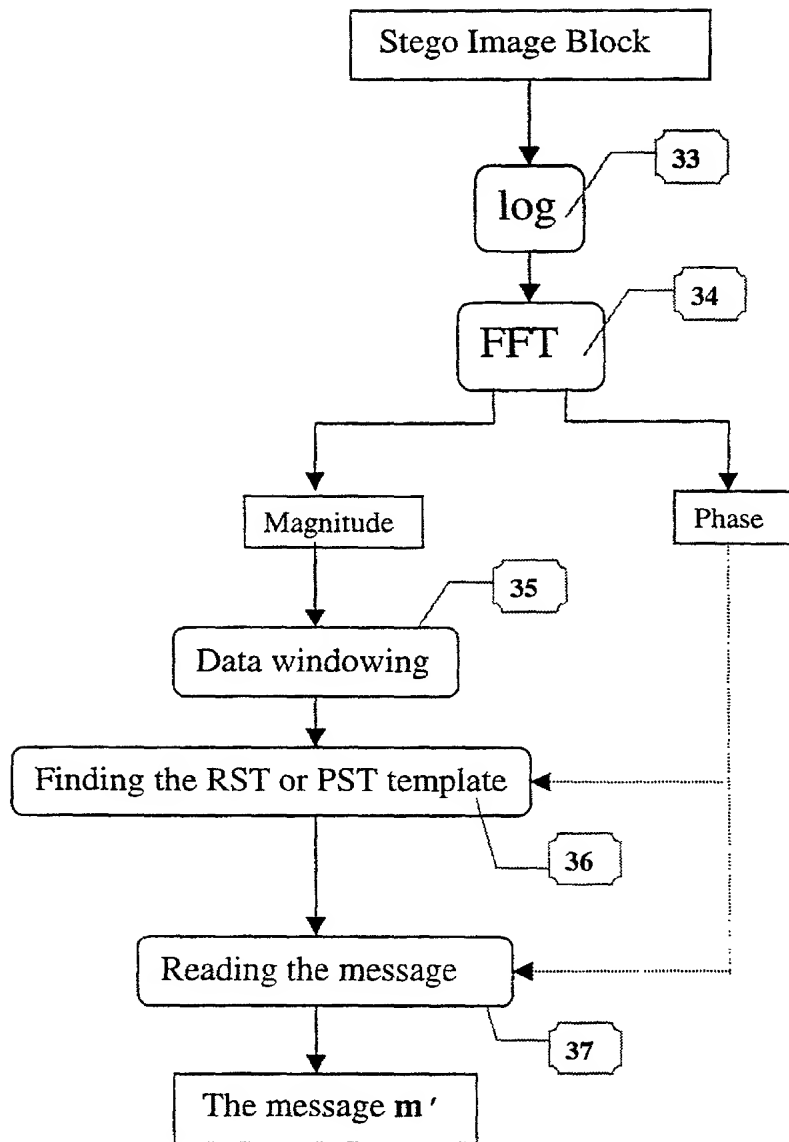 Stego Image Block
33
log
34
FFT
Magnitude
Phase
35
Data windowing
Finding the RST or PST template
36
Reading the message
37
The message m ′